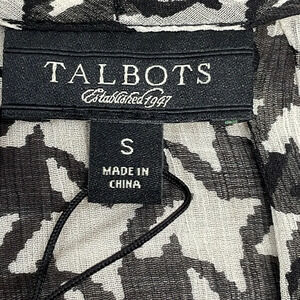 TALBOTS
Established 1947
S
MADE IN
CHINA